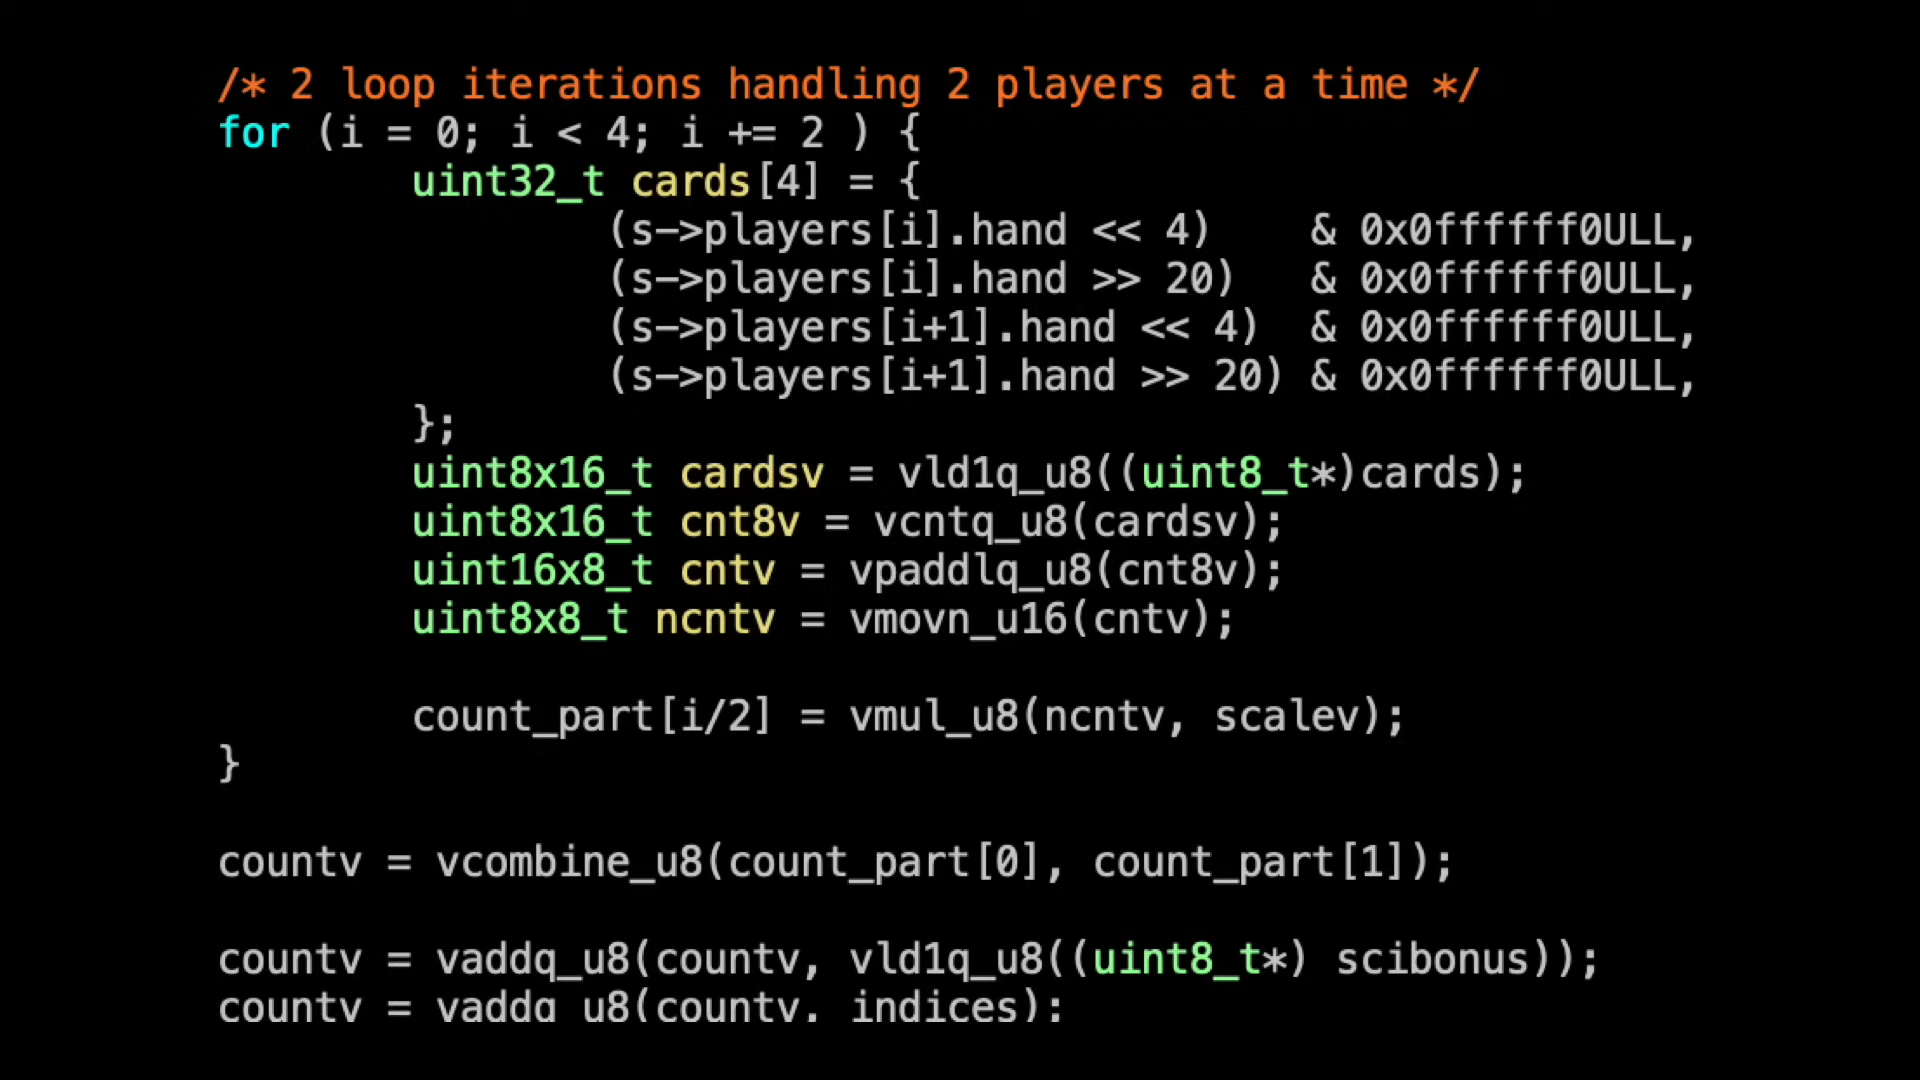 /* 2 loop iterations handling 2 players at a time */
for (i = 0; i < 4; i += 2 ) {
uint32_t cards[4] = {
(s->players[i].hand << 4) & 0x0ffffff0ULL,
(s->players[i].hand >> 20) & 0x0ffffff0ULL,
(s->players[i+1].hand << 4) & 0x0ffffff0ULL,
(s->players[i+1].hand >> 20) & 0x0ffffff0ULL,
};
uint8x16_t cardsv = vld1q_u8((uint8_t*)cards);
uint8x16_t cnt8v = vcntq_u8(cardsv);
uint16x8_t cntv = vpaddlq_u8(cnt8v);
uint8x8_t ncntv = vmovn_u16(cntv);
count_part[i/2] = vmul_u8(ncntv, scalev);
}
countv = vcombine_u8(count_part[0], count_part[1]);
countv = vaddq_u8(countv, vld1q_u8((uint8_t*) scibonus));
countv = vaddq_u8(countv, indices);